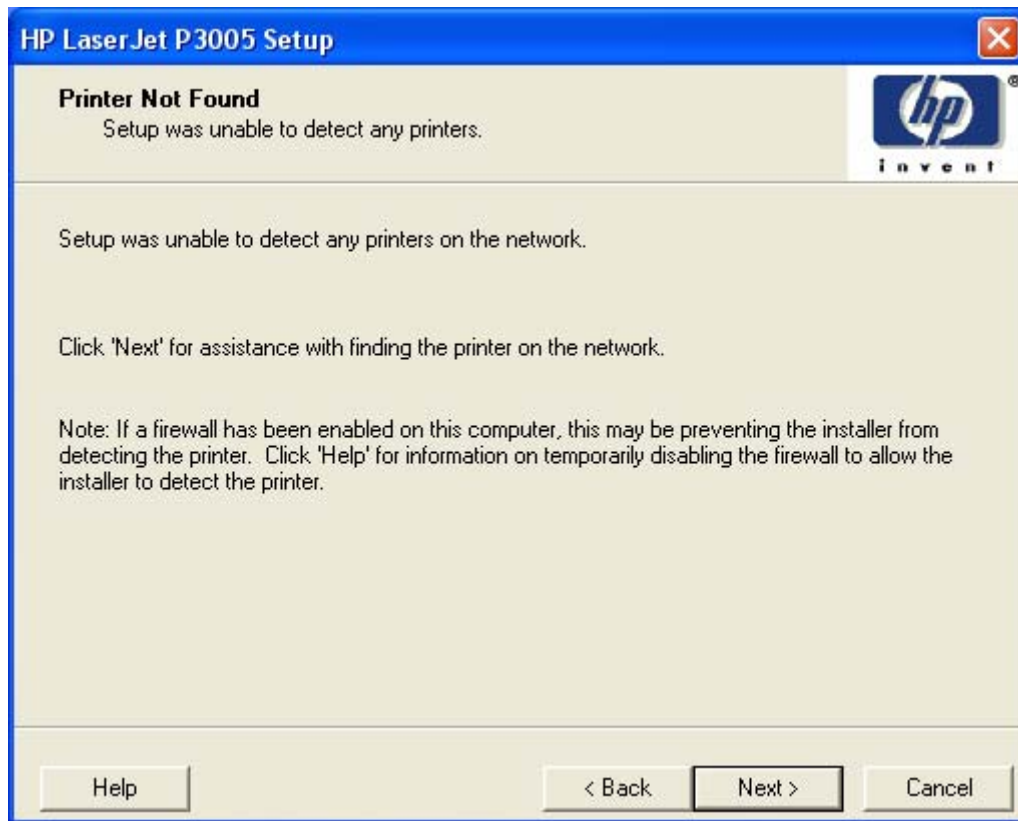 HP LaserJet P3005 Setup
Printer Not Found
Setup was unable to detect any printers.
hp
®
invent
Setup was unable to detect any printers on the network.
Click 'Next' for assistance with finding the printer on the network.
Note: If a firewall has been enabled on this computer, this may be preventing the installer from
detecting the printer. Click 'Help' for information on temporarily disabling the firewall to allow the
installer to detect the printer.
Help
< Back
Next >
Cancel